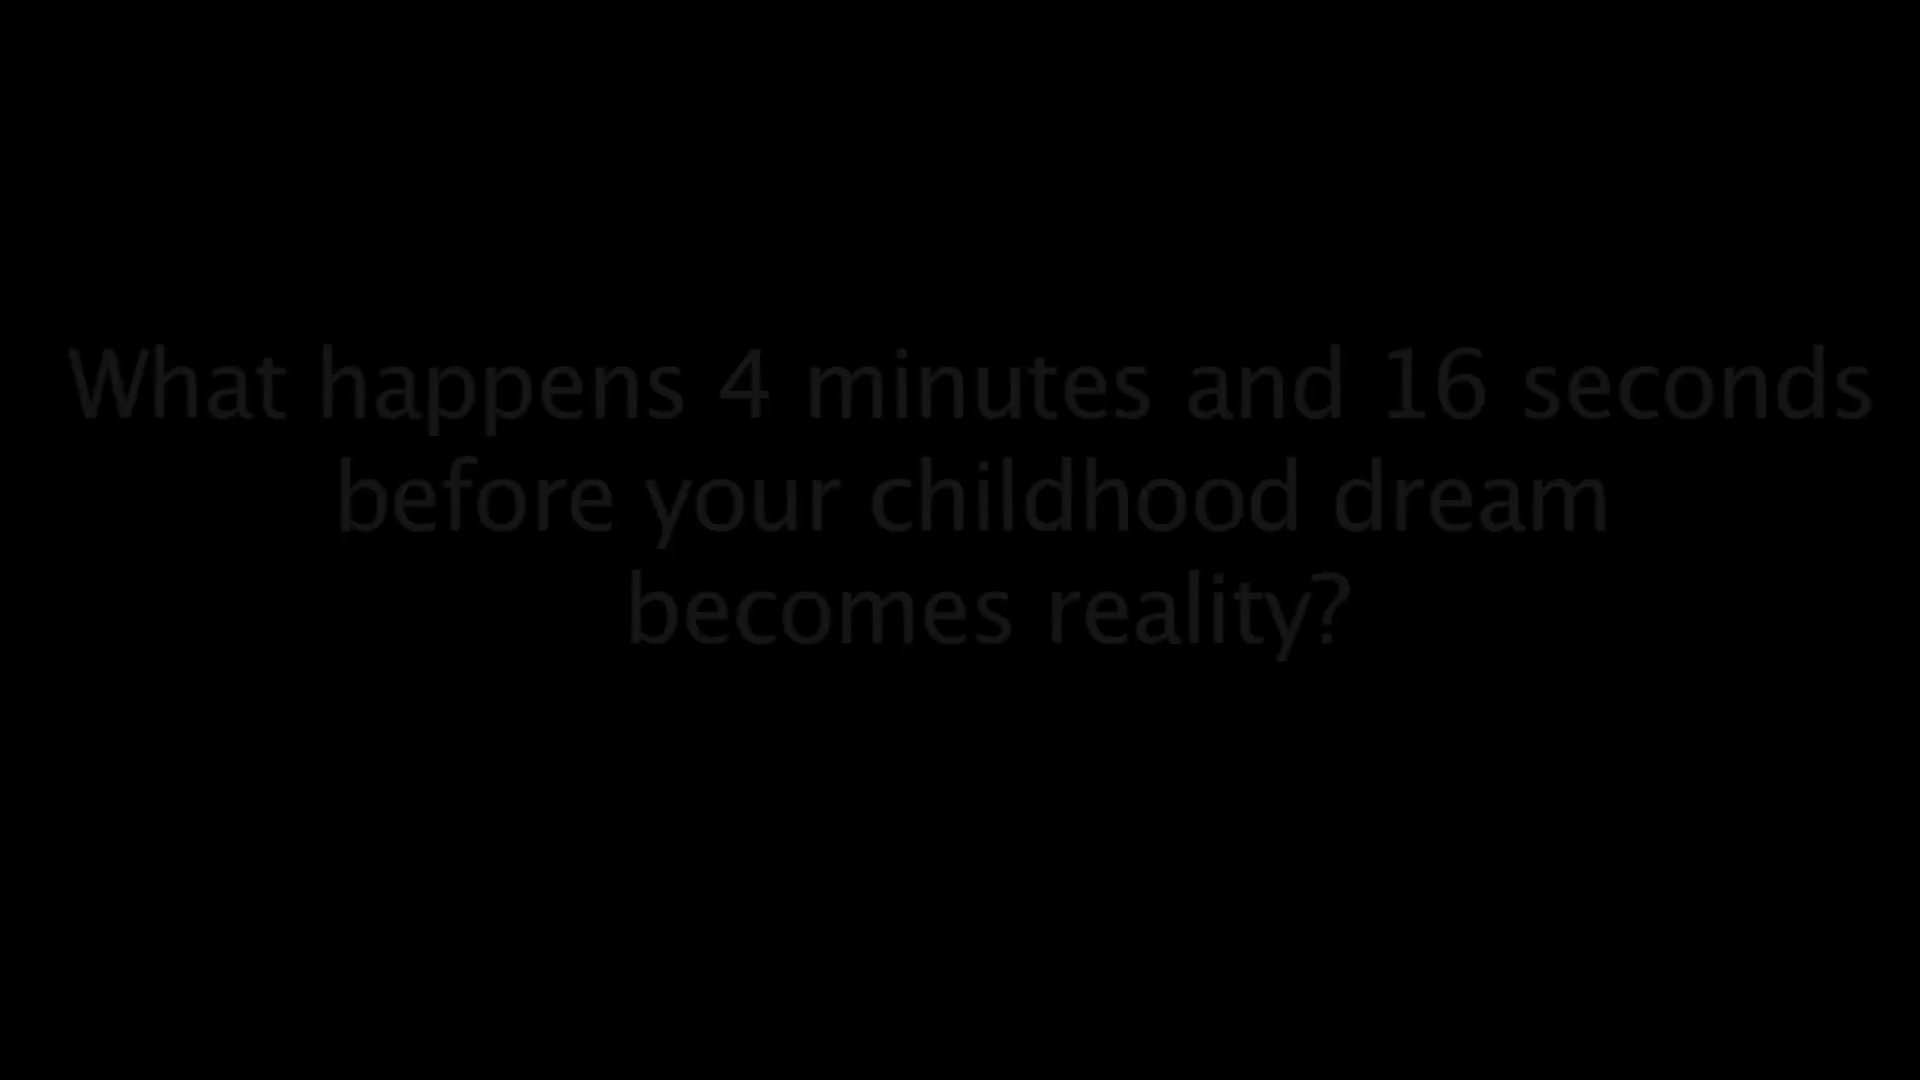 What happens 4 minutes and 16 seconds
before your childhood dream
becomes reality?